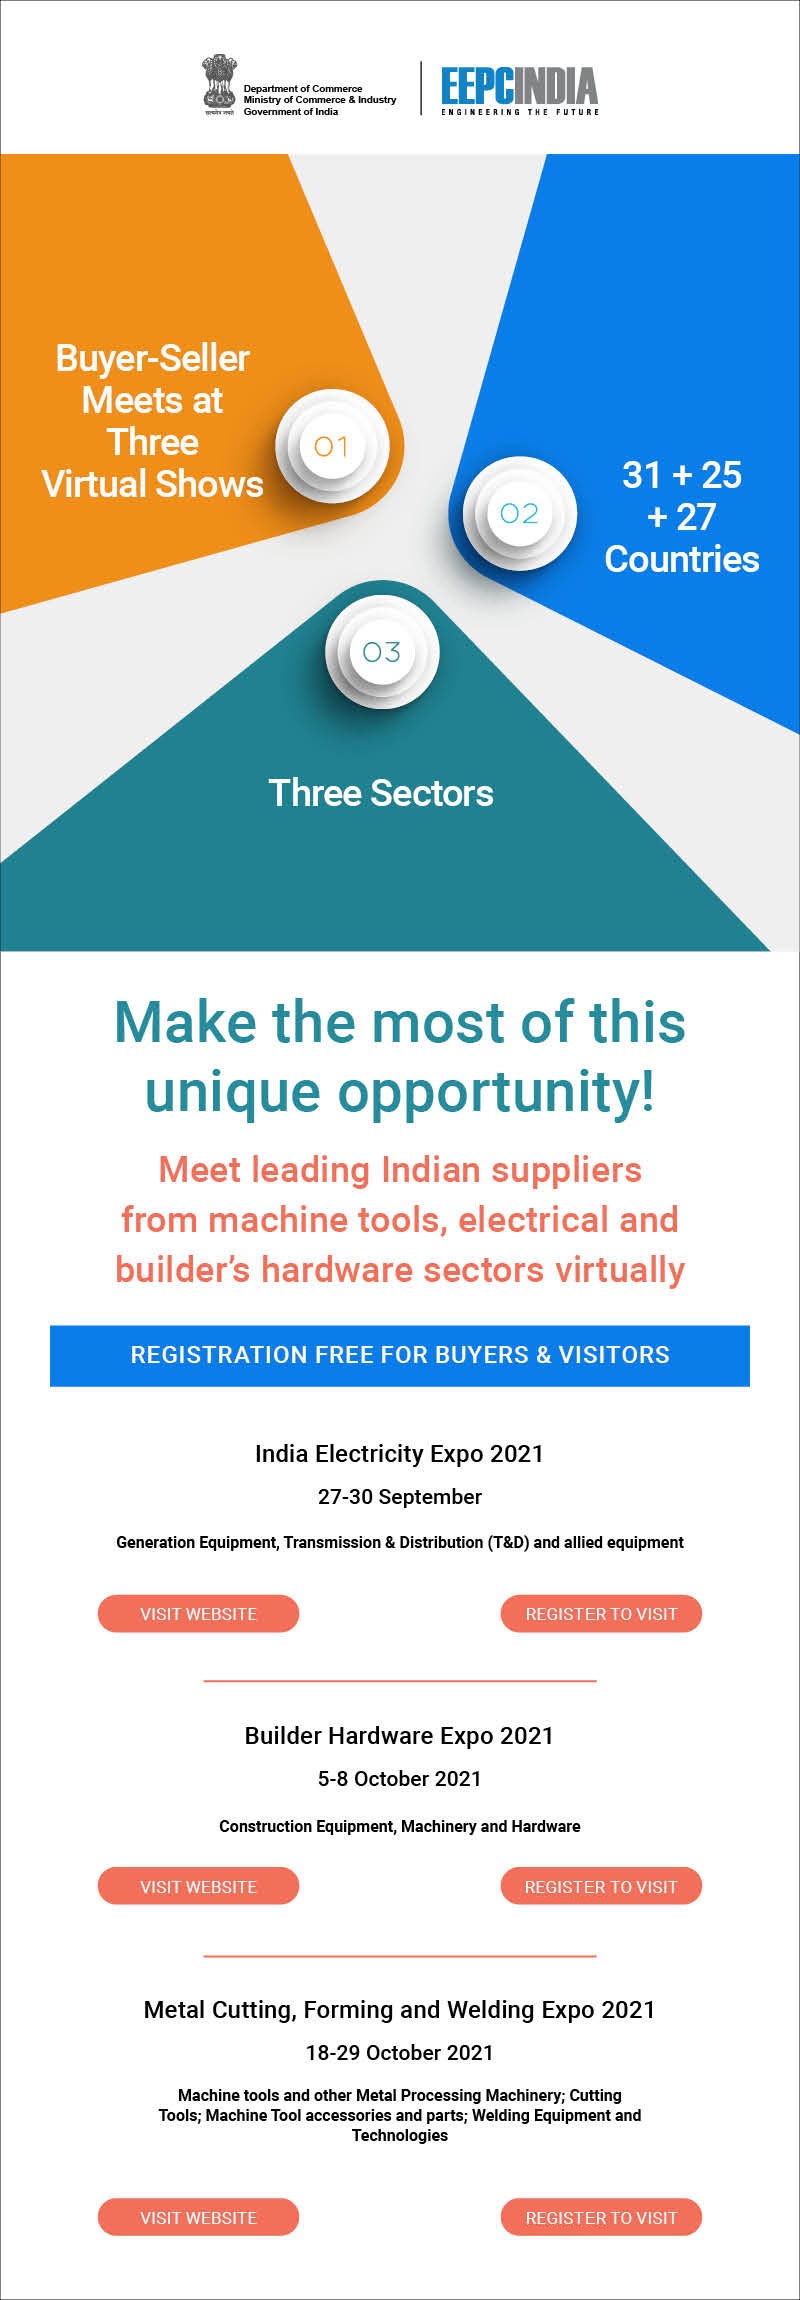 Department of Commerce
Ministry of Commerce & Industry
Government of India
सत्यमेव जयते
EEPCINDIA
ENGINEERING THE FUTURE
Buyer-Seller
Meets at
Three
Virtual Shows
01
02
31 + 25
+ 27
Countries
03
Three Sectors
Make the most of this
unique opportunity!
Meet leading Indian suppliers
from machine tools, electrical and
builder’s hardware sectors virtually
REGISTRATION FREE FOR BUYERS & VISITORS
India Electricity Expo 2021
27-30 September
Generation Equipment, Transmission & Distribution (T&D) and allied equipment
VISIT WEBSITE
REGISTER TO VISIT
Builder Hardware Expo 2021
5-8 October 2021
Construction Equipment, Machinery and Hardware
VISIT WEBSITE
REGISTER TO VISIT
Metal Cutting, Forming and Welding Expo 2021
18-29 October 2021
Machine tools and other Metal Processing Machinery; Cutting
Tools; Machine Tool accessories and parts; Welding Equipment and
Technologies
VISIT WEBSITE
REGISTER TO VISIT